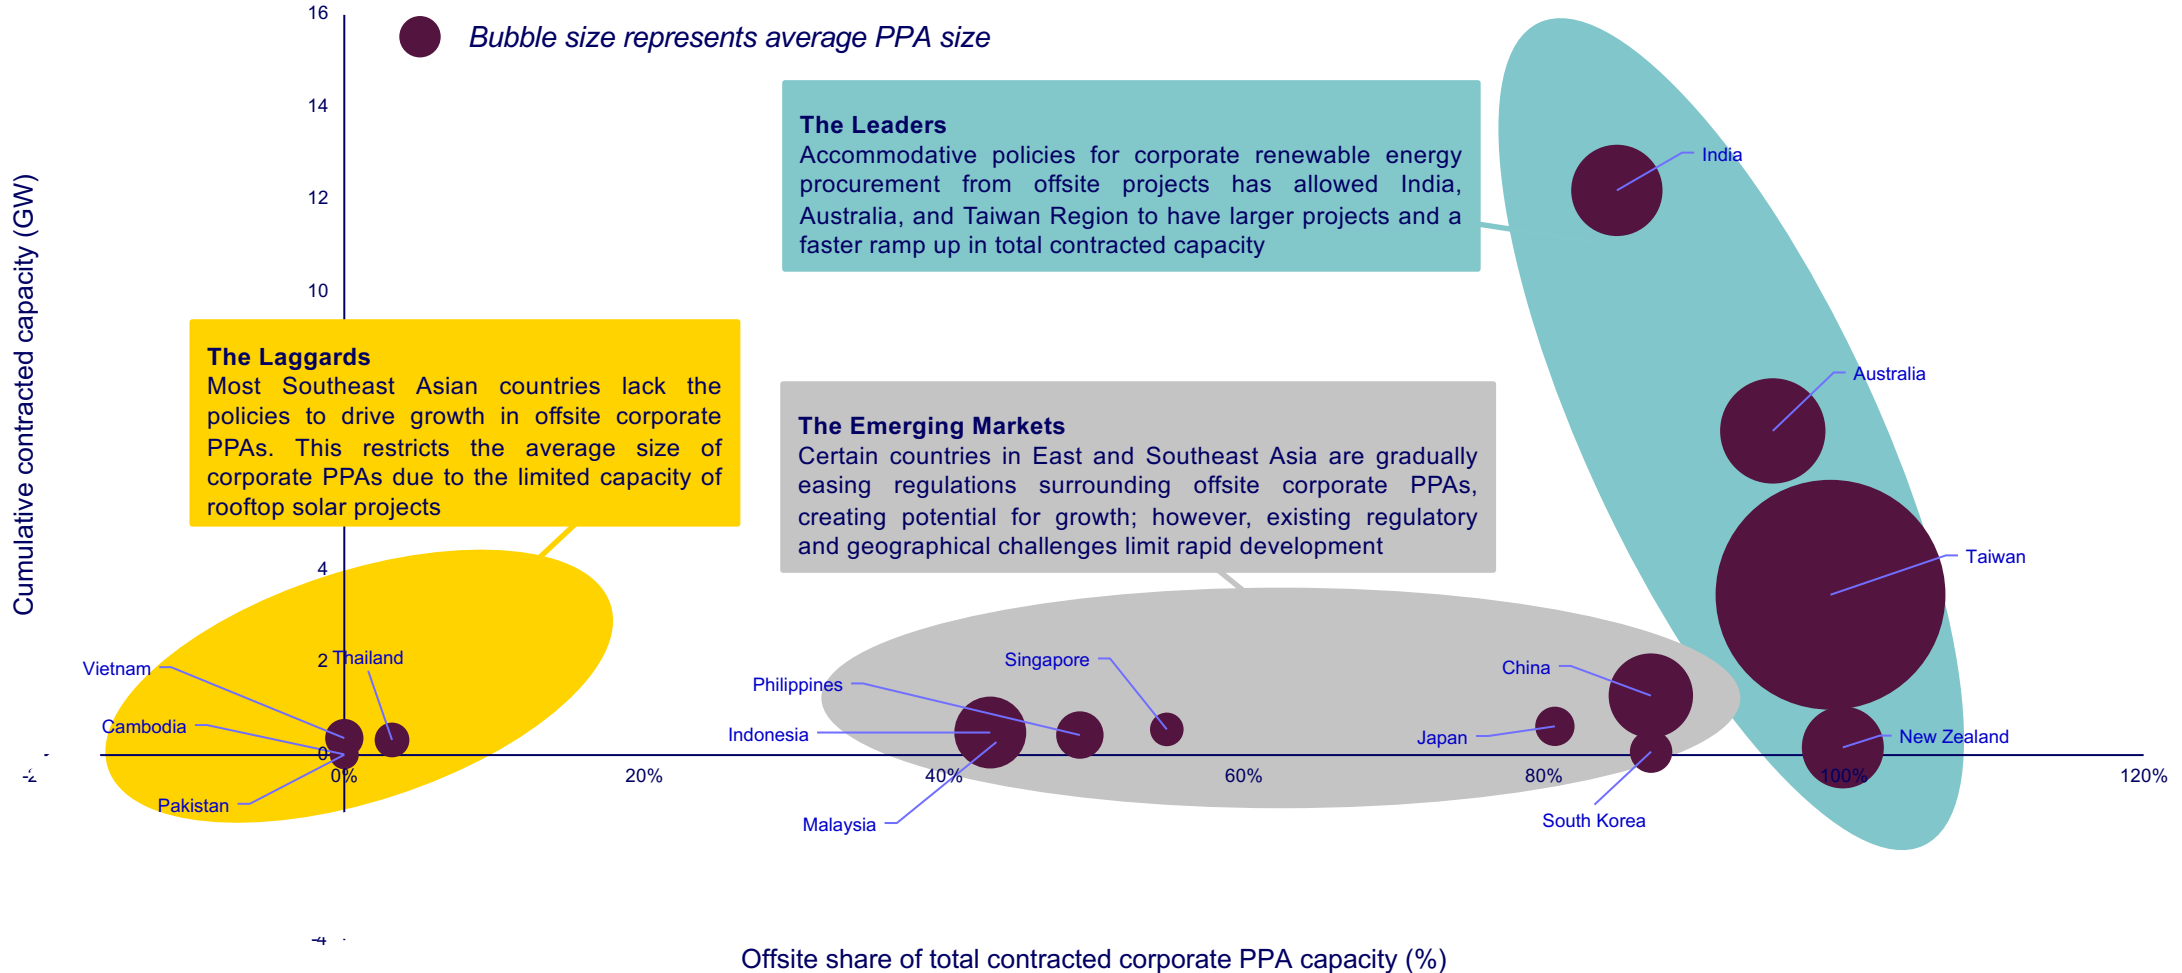 16
Bubble size represents average PPA size
14
The Leaders
Accommodative policies for corporate renewable energy
procurement from offsite projects has allowed India,
Australia, and Taiwan Region to have larger projects and a
faster ramp up in total contracted capacity
India
12
10
Cumulative contracted capacity (GW)
The Laggards
Most Southeast Asian countries lack the
policies to drive growth in offsite corporate
PPAs. This restricts the average size of
corporate PPAs due to the limited capacity of
rooftop solar projects
Australia
The Emerging Markets
Certain countries in East and Southeast Asia are gradually
easing regulations surrounding offsite corporate PPAs,
creating potential for growth; however, existing regulatory
and geographical challenges limit rapid development
Taiwan
4
2
Thailand
Vietnam
Singapore
China
Philippines
Cambodia
Indonesia
Japan
New Zealand
0
0%
20%
40%
60%
80%
100%
120%
Pakistan
Malaysia
South Korea
-4
Offsite share of total contracted corporate PPA capacity (%)